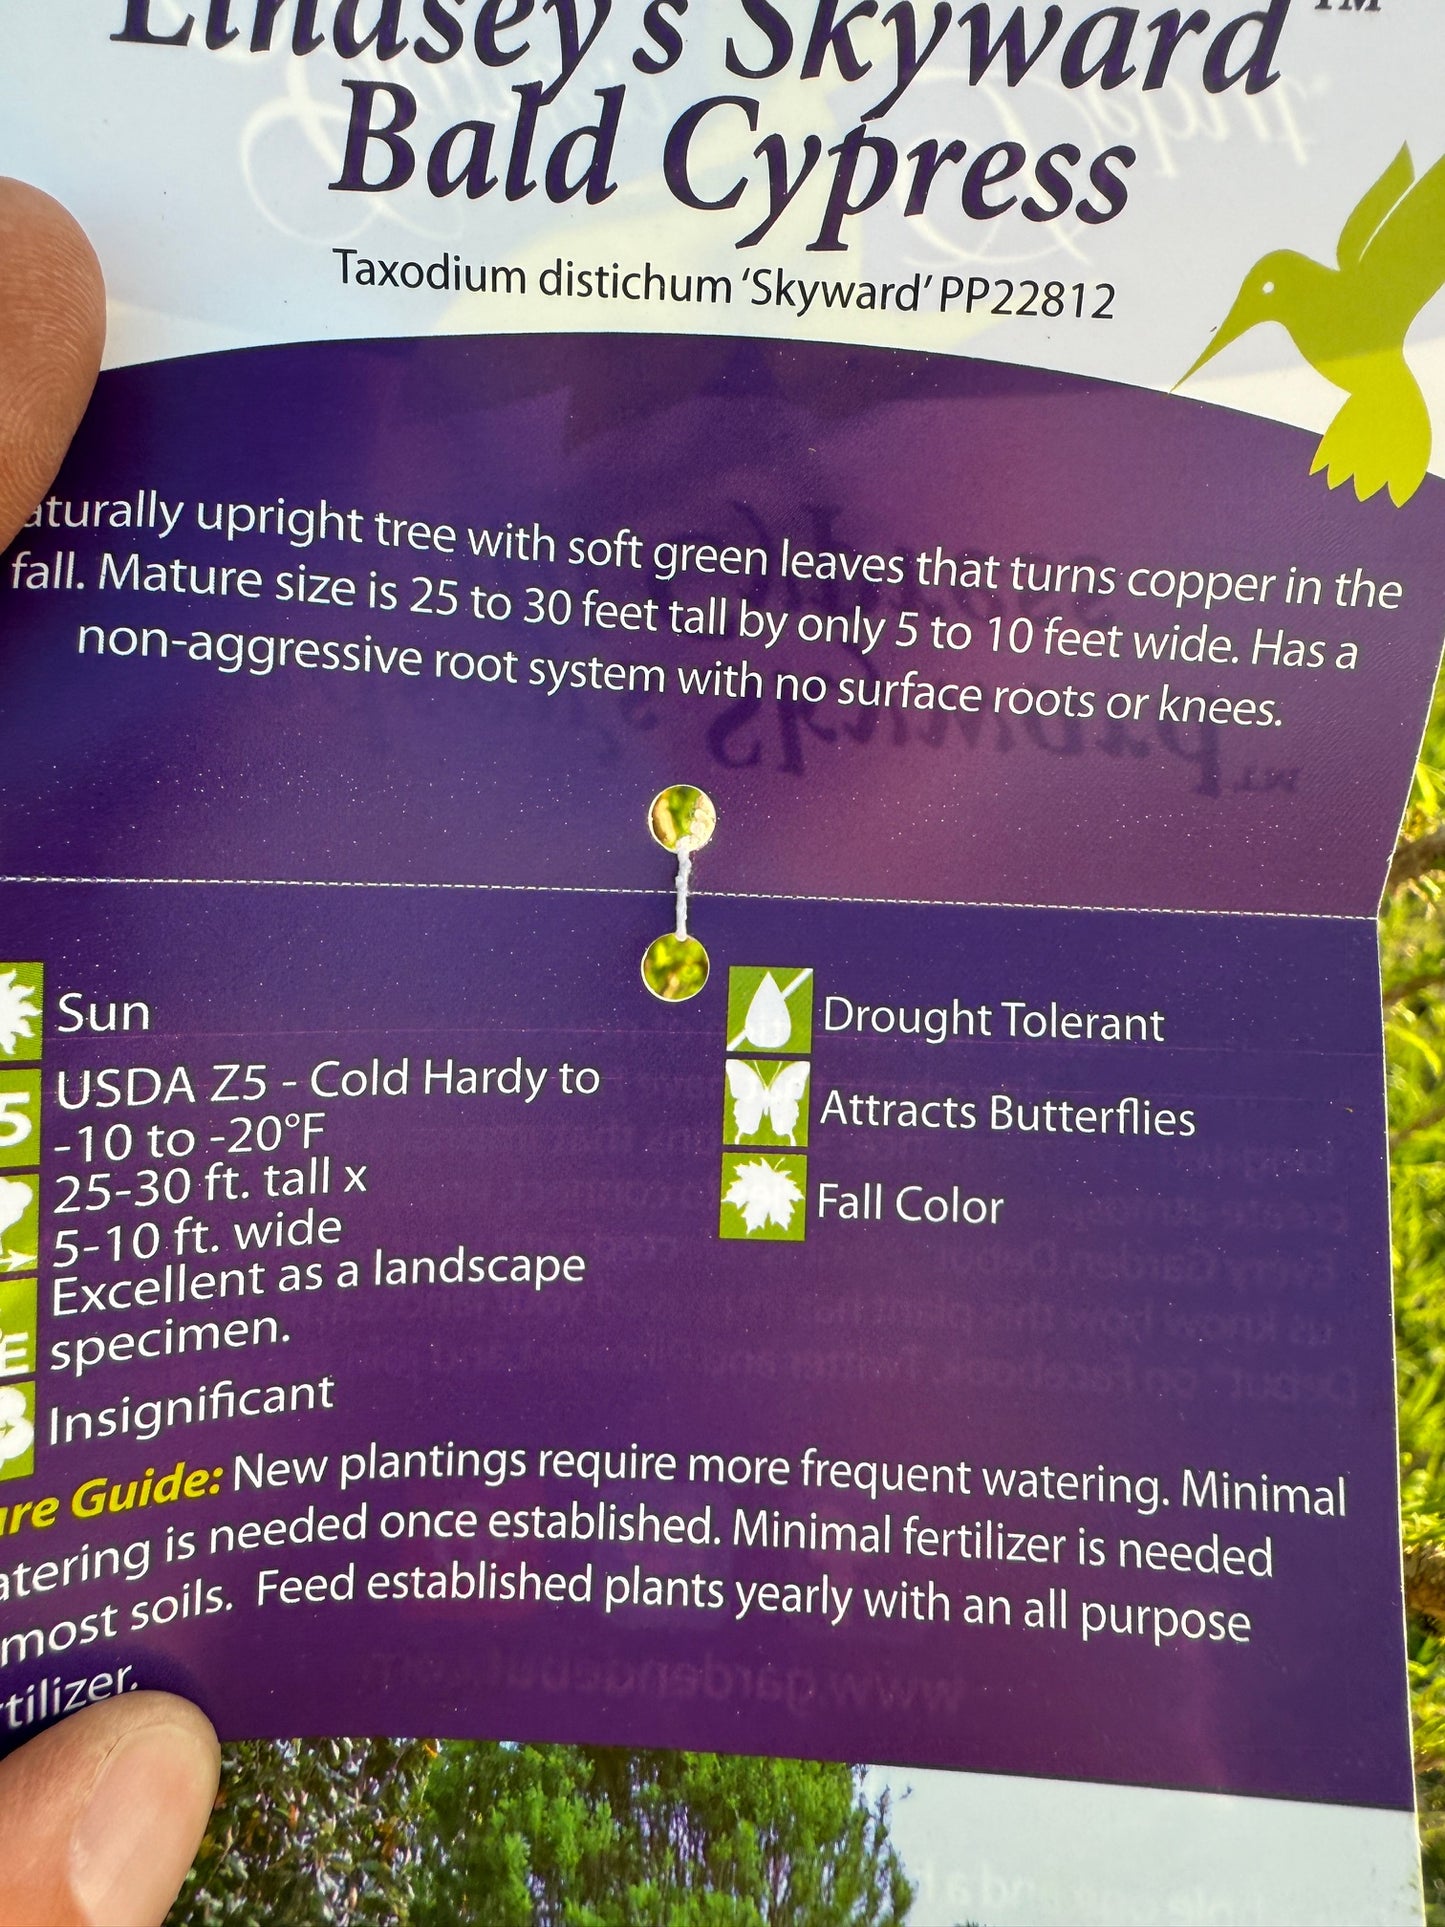 Lindsey's Skyward™
Bald Cypress
Taxodium distichum ‘Skyward’ PP22812
aturally upright tree with soft green leaves that turns copper in the
fall. Mature size is 25 to 30 feet tall by only 5 to 10 feet wide. Has a
non-aggressive root system with no surface roots or knees.
Sun
5
USDA Z5 - Cold Hardy to
-10 to -20°F
25-30 ft. tall x
5-10 ft. wide
E
Excellent as a landscape
specimen.
Insignificant
Drought Tolerant
Attracts Butterflies
Fall Color
are Guide: New plantings require more frequent watering. Minimal
atering is needed once established. Minimal fertilizer is needed
most soils. Feed established plants yearly with an all purpose
tilizer.